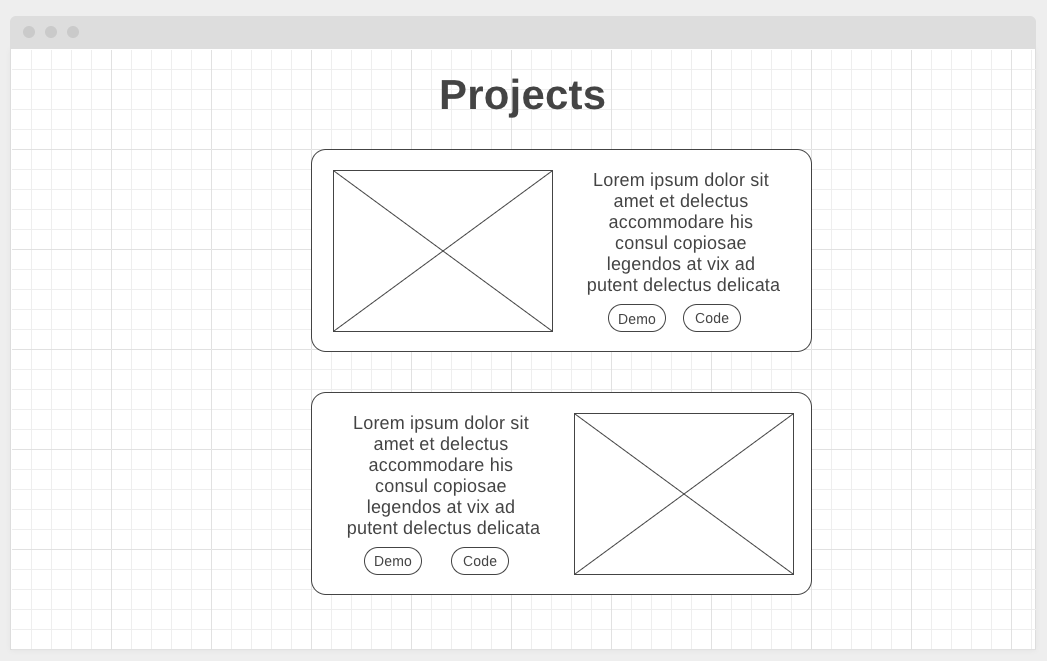 Projects
Lorem ipsum dolor sit
amet et delectus
accommodare his
consul copiosae
legendos at vix ad
putent delectus delicata
Demo Code
Lorem ipsum dolor sit
amet et delectus
accommodare his
consul copiosae
legendos at vix ad
putent delectus delicata
Demo Code